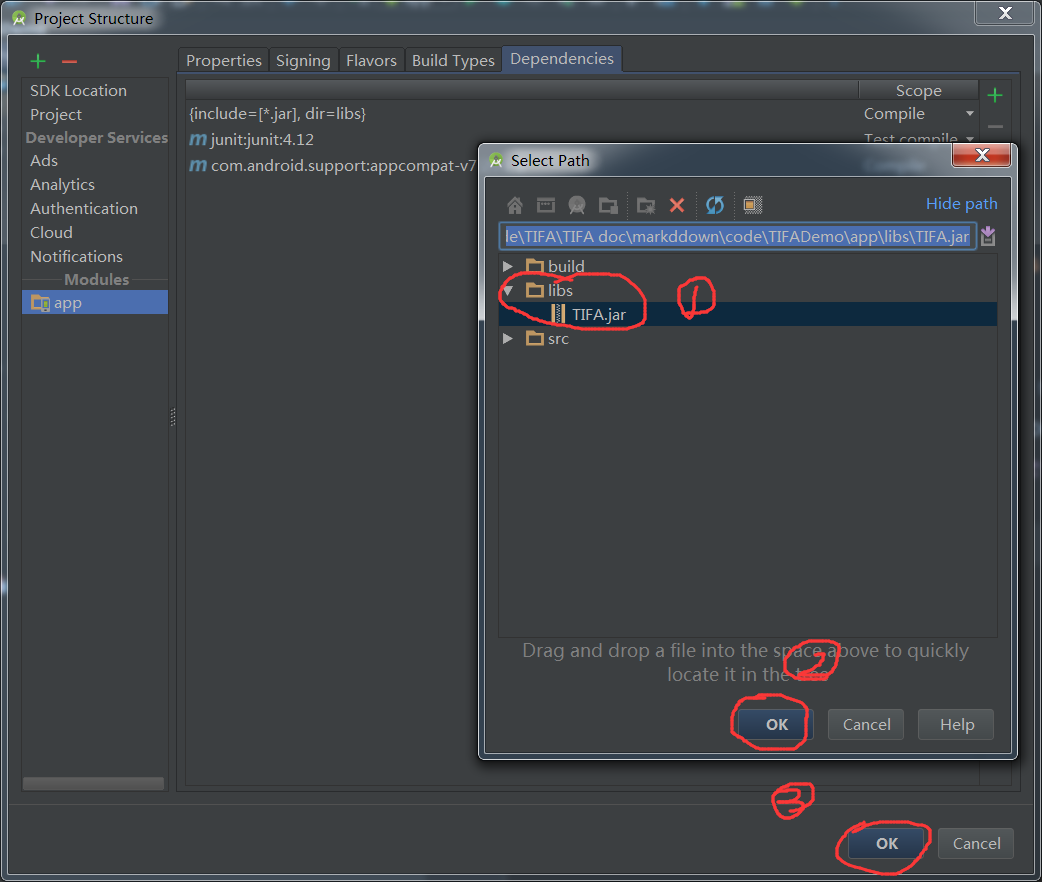 Project Structure
Properties
Signing
Flavors
Build Types
Dependencies
SDK Location
Project
Developer Services
Ads
Analytics
Authentication
Cloud
Notifications
Modules
app
Scope
{include=[*.jar], dir=libs}
Compile
m junit:junit:4.12
Test compile
m com.android.support:appcompat-v7
Compile
Select Path
Hide path
le\TIFA\TIFA doc\markddown\code\TIFADemo\app\libs\TIFA.jar
build
libs
1
TIFA.jar
src
Drag and drop a file into the space above to quickly
locate it in the tree
2
OK
Cancel
Help
3
OK
Cancel